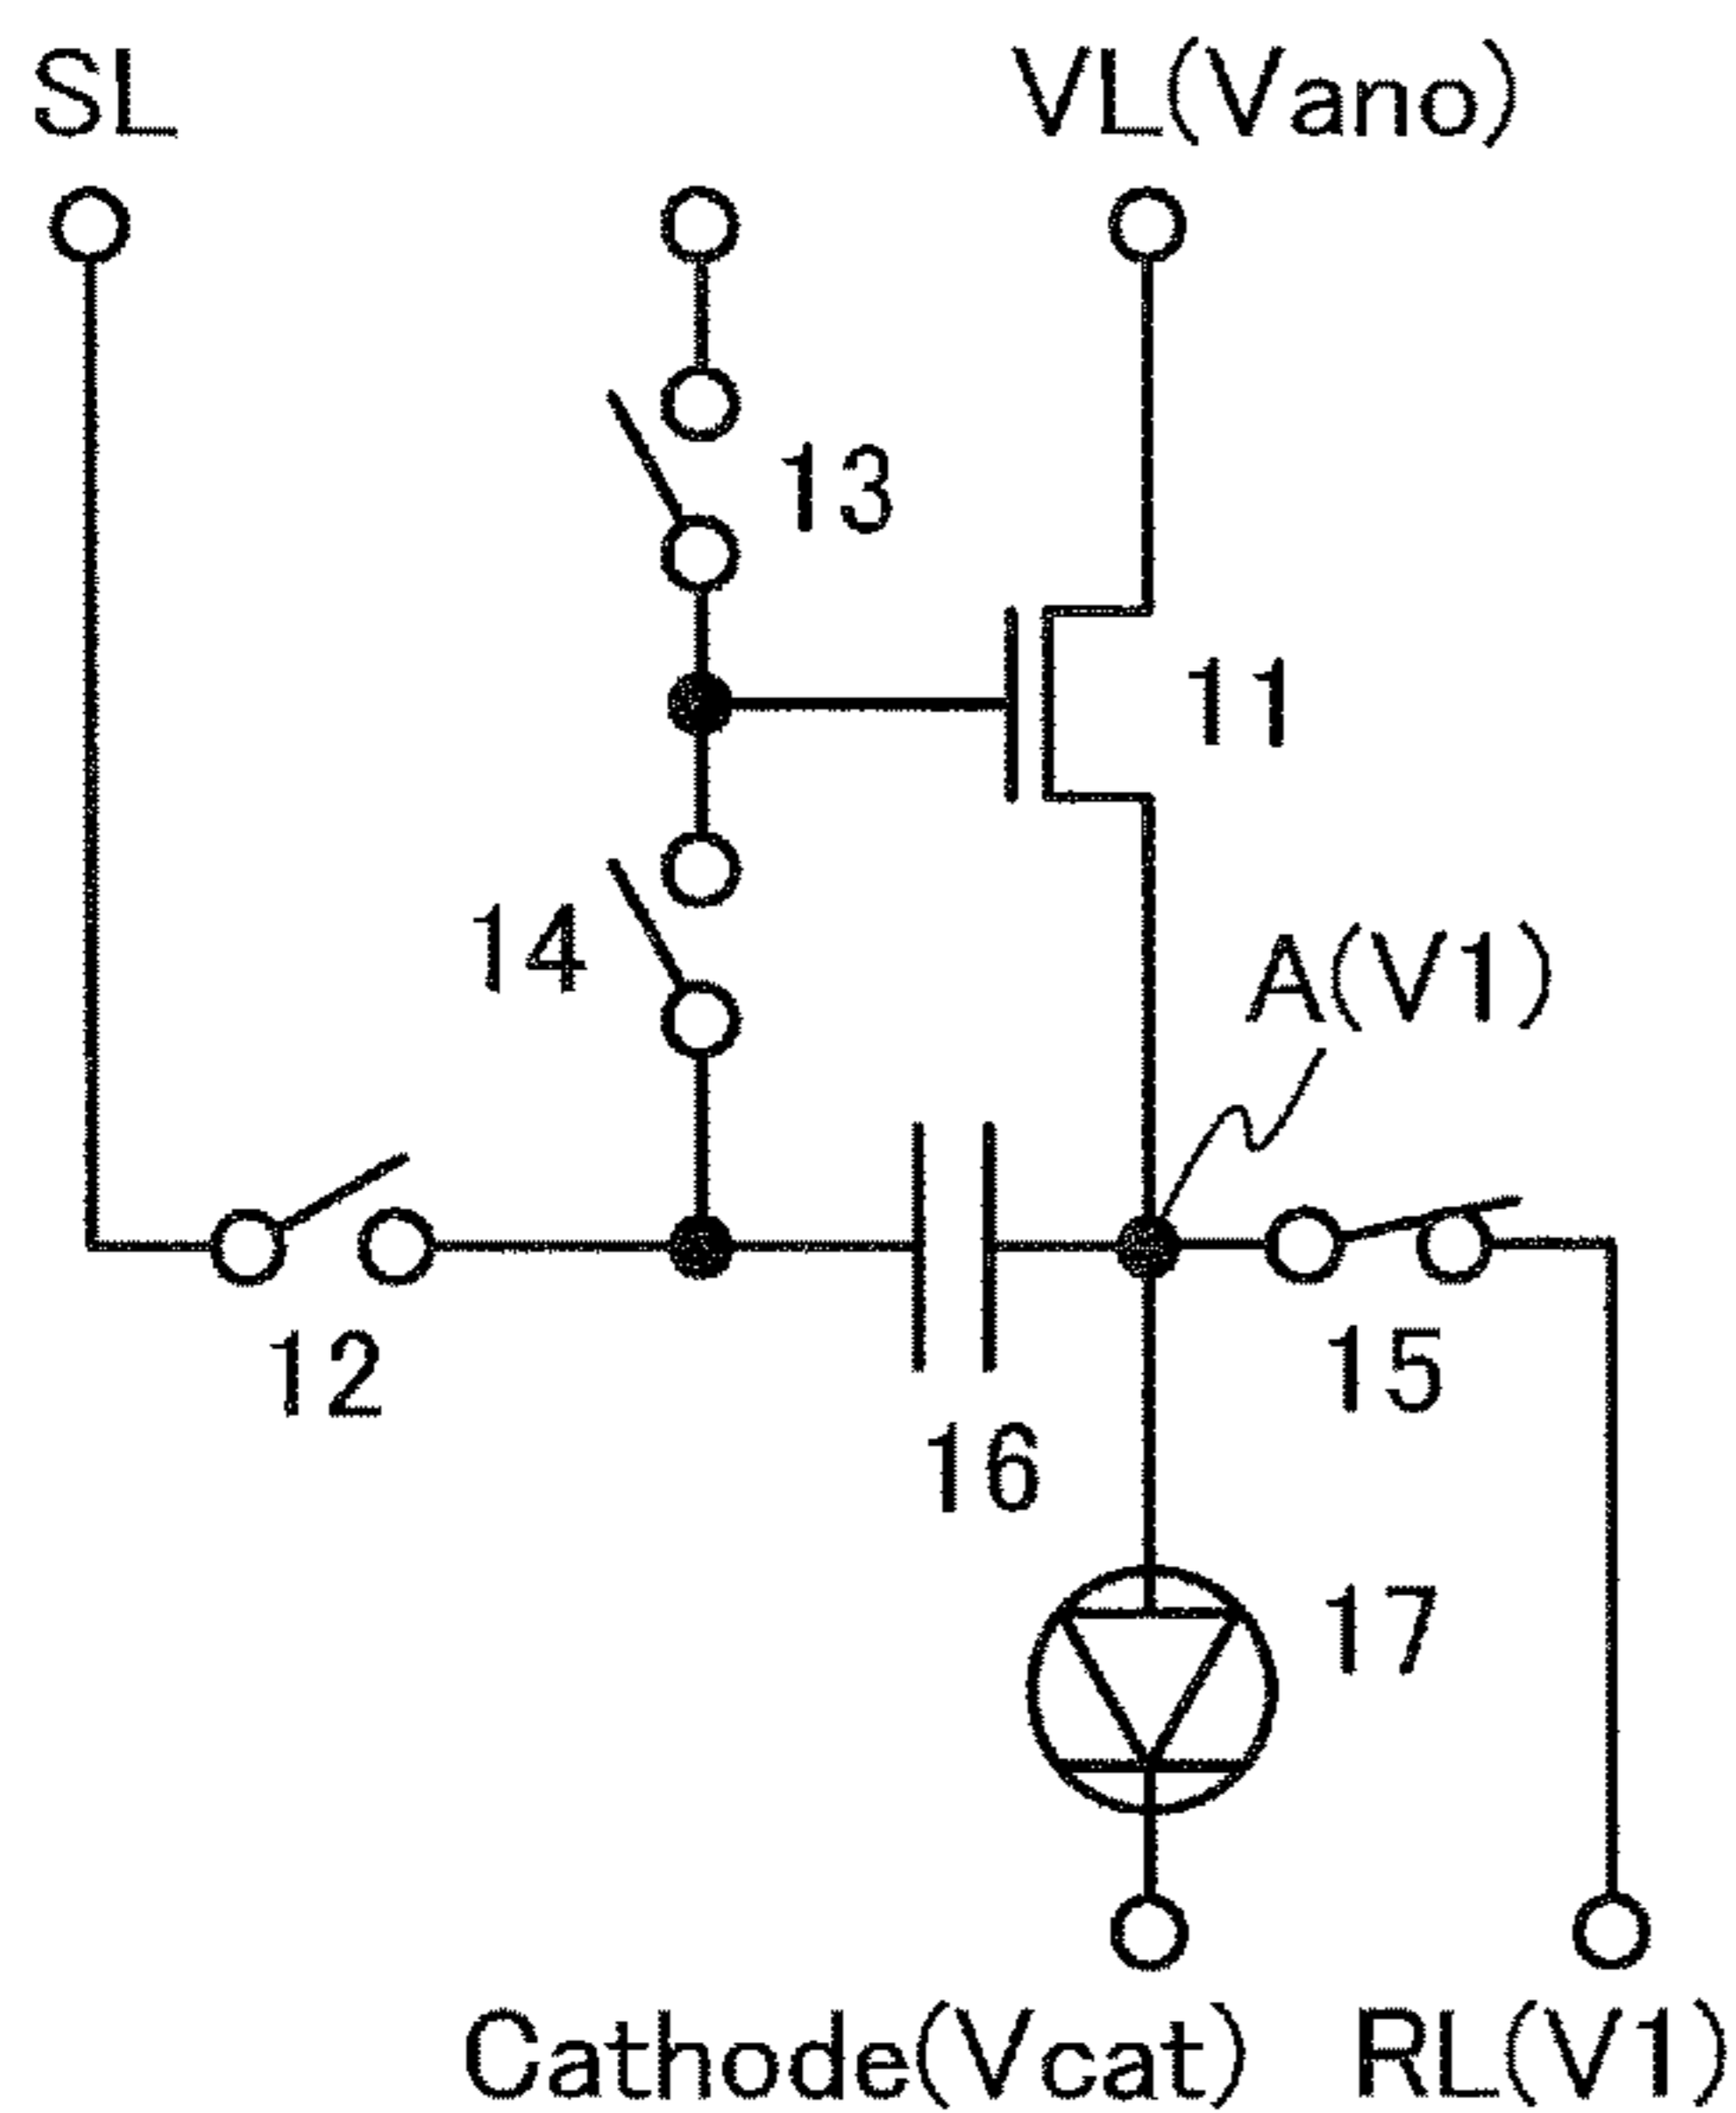 SL
VL(Vano)
13
11
14
A(V1)
12
15
16
17
Cathode(Vcat)
RL(V1)